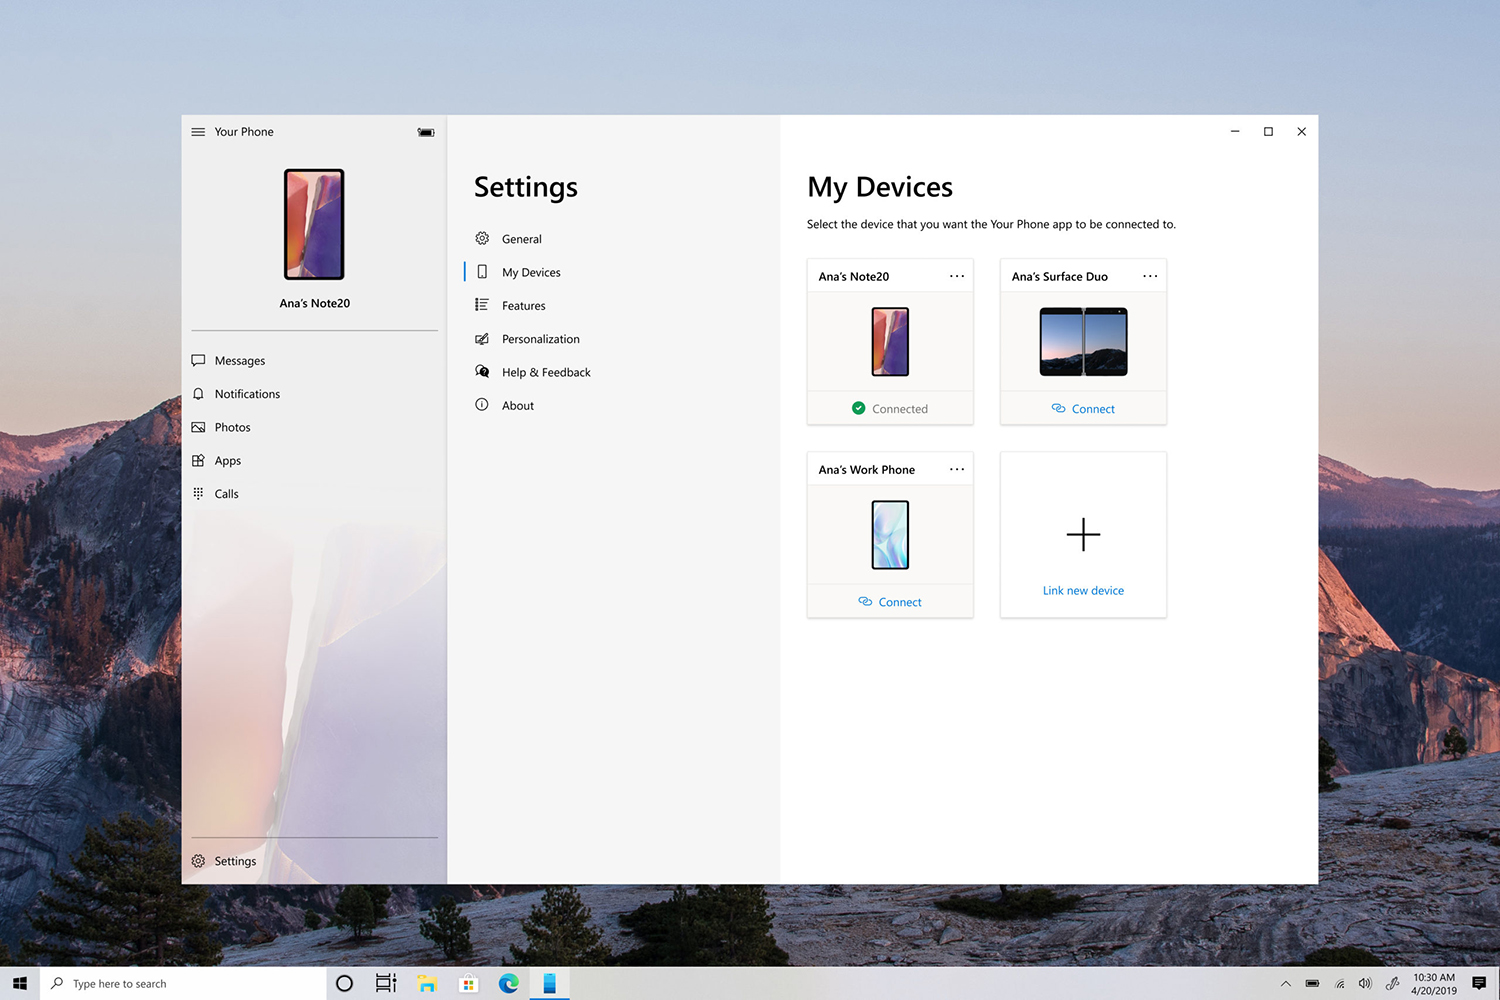 Your Phone
Ana's Note20
Messages
Notifications
Photos
Apps
Calls
Settings
Settings
General
My Devices
Features
Personalization
Help & Feedback
About
My Devices
Select the device that you want the Your Phone app to be connected to.
Ana's Note20
Connected
Ana's Surface Duo
Connect
Ana's Work Phone
Connect
Link new device
Type here to search
10:30 AM
4/20/2019